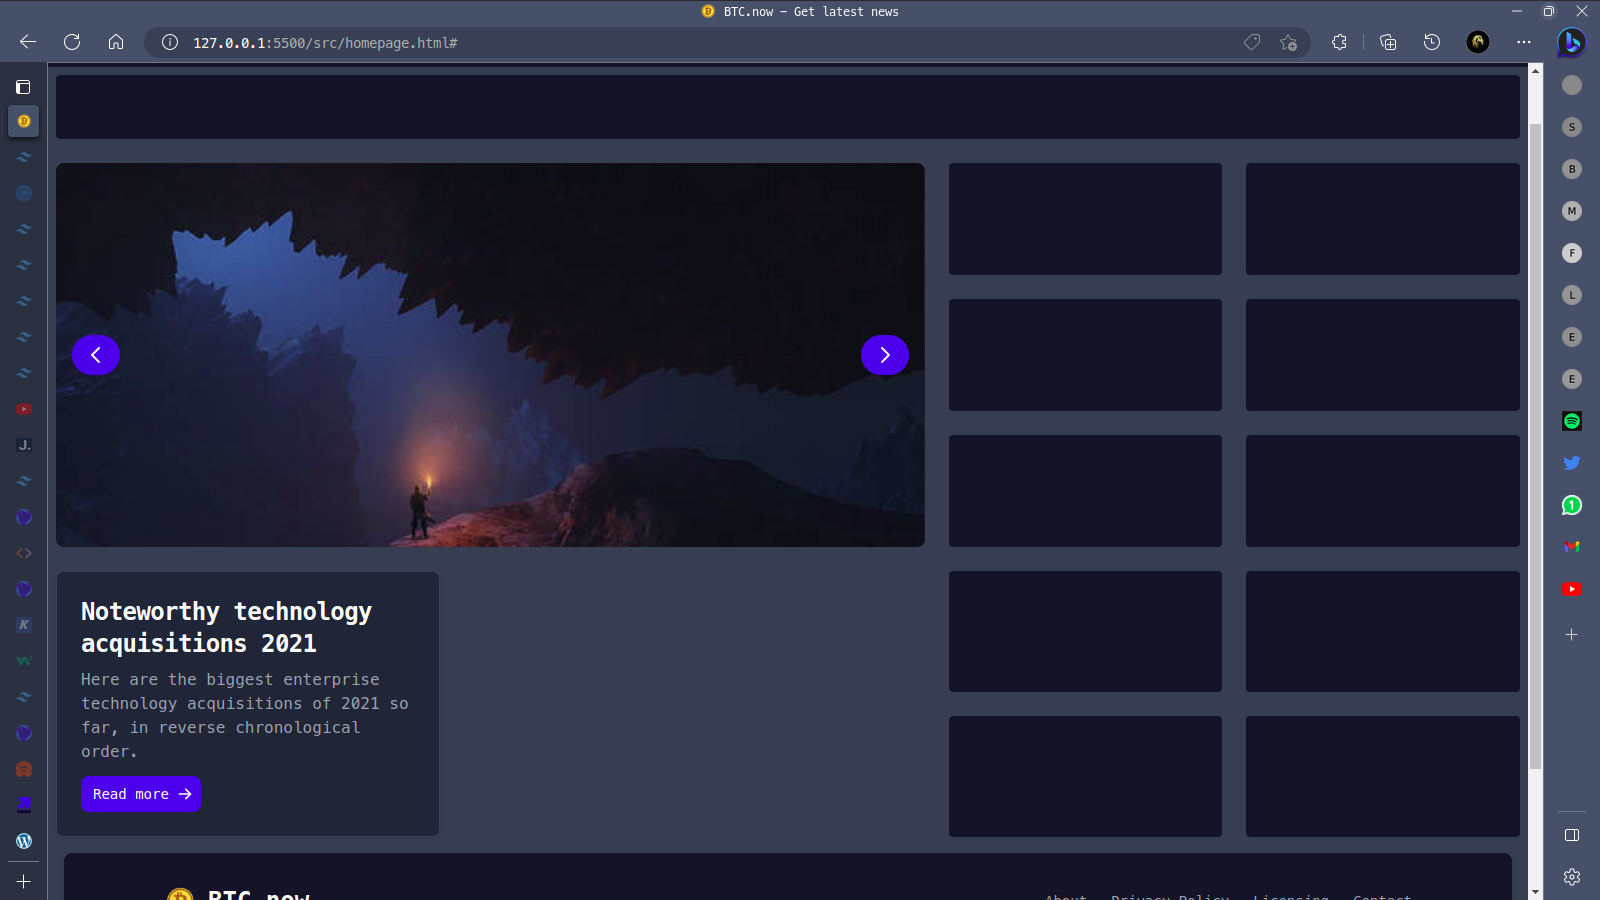 BTC.now – Get latest news
127.0.0.1:5500/src/homepage.html#
S
B
M
F
L
E
E
1
J.
K
Noteworthy technology
acquisitions 2021
Here are the biggest enterprise
technology acquisitions of 2021 so
far, in reverse chronological
order.
Read more
BTC.now
About Privacy Policy Licensing Contact